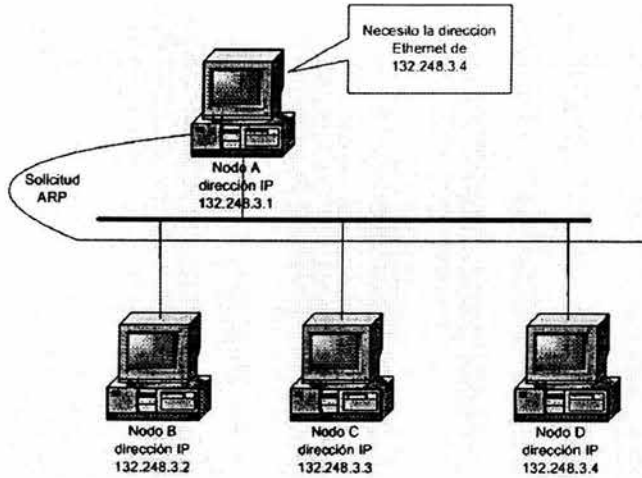 Necesito la dirección
Ethernet de
132.248.3.4
Nodo A
dirección IP
132.248.3.1
Solicitud
ARP
Nodo B
dirección IP
132.248.3.2
Nodo C
dirección IP
132.248.3.3
Nodo D
dirección IP
132.248.3.4